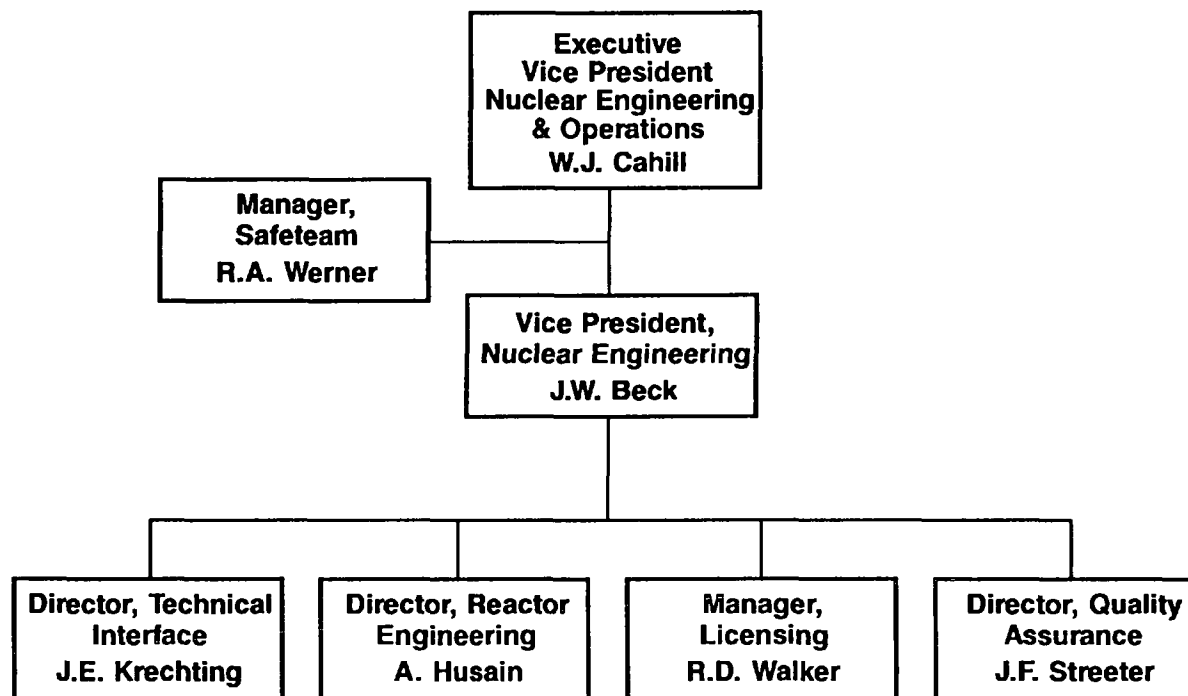 Executive
Vice President
Nuclear Engineering
& Operations
W.J. Cahill
Manager,
Safeteam
R.A. Werner
Vice President,
Nuclear Engineering
J.W. Beck
Director, Technical
Interface
J.E. Krechting
Director, Reactor
Engineering
A. Husain
Manager,
Licensing
R.D. Walker
Director, Quality
Assurance
J.F. Streeter